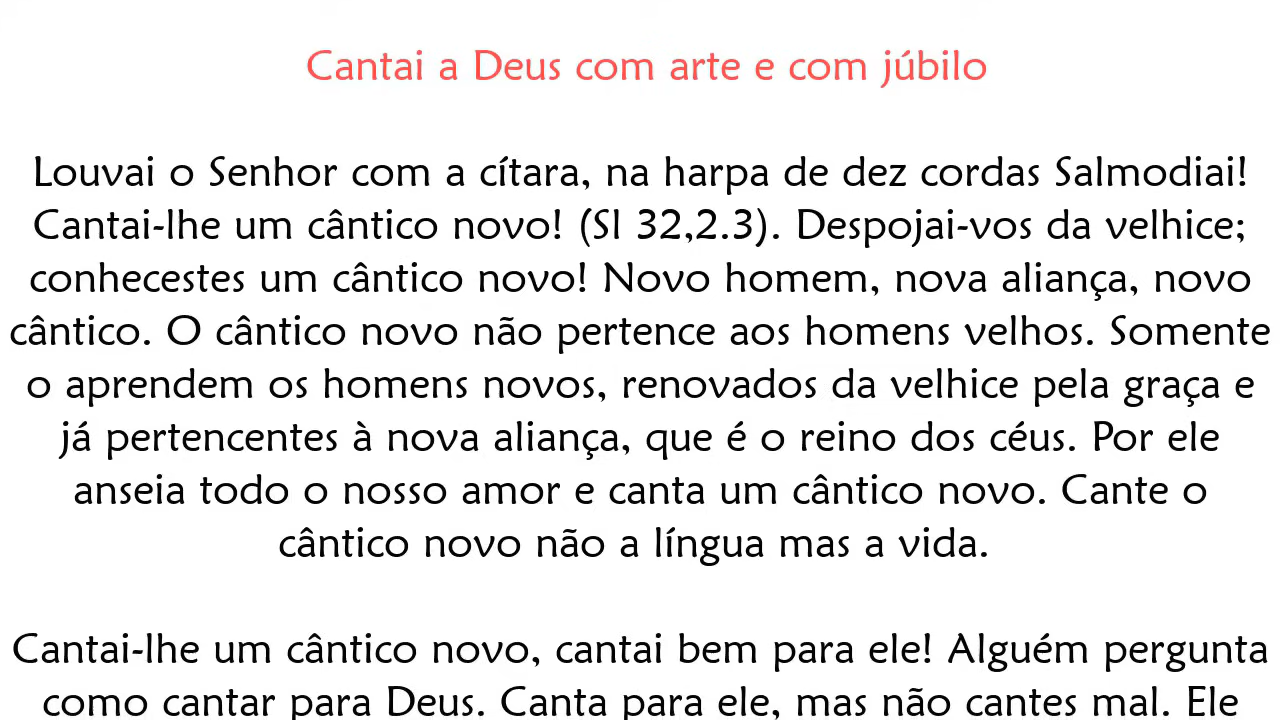 Cantai a Deus com arte e com júbilo
Louvai o Senhor com a cítara, na harpa de dez cordas Salmodiai!
Cantai-lhe um cântico novo! (Sl 32,2.3). Despojai-vos da velhice;
conhecestes um cântico novo! Novo homem, nova aliança, novo
cântico. O cântico novo não pertence aos homens velhos. Somente
o aprendem os homens novos, renovados da velhice pela graça e
já pertencentes à nova aliança, que é o reino dos céus. Por ele
anseia todo o nosso amor e canta um cântico novo. Cante o
cântico novo não a língua mas a vida.
Cantai-lhe um cântico novo, cantai bem para ele! Alguém pergunta
como cantar para Deus. Canta para ele, mas não cantes mal. Ele